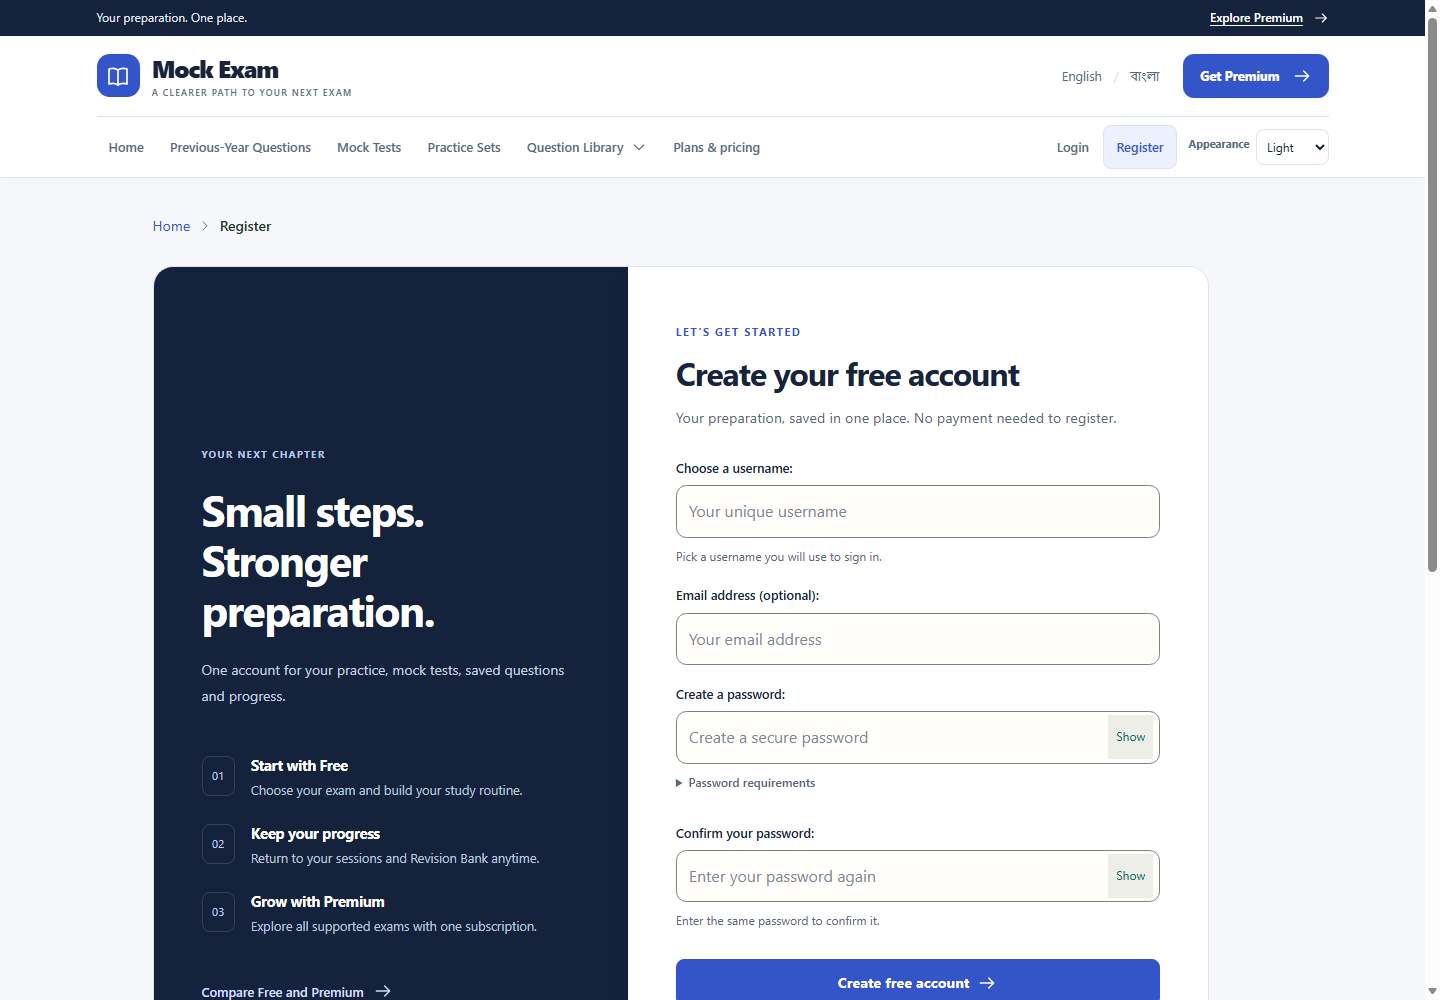 Your preparation. One place.
Explore Premium
Mock Exam
A CLEARER PATH TO YOUR NEXT EXAM
English / বাংলা
Get Premium
Home
Previous-Year Questions
Mock Tests
Practice Sets
Question Library
Plans & pricing
Login
Register
Appearance
Light
Home
Register
YOUR NEXT CHAPTER
Small steps.
Stronger
preparation.
One account for your practice, mock tests, saved questions
and progress.
01
Start with Free
Choose your exam and build your study routine.
02
Keep your progress
Return to your sessions and Revision Bank anytime.
03
Grow with Premium
Explore all supported exams with one subscription.
Compare Free and Premium
LET'S GET STARTED
Create your free account
Your preparation, saved in one place. No payment needed to register.
Choose a username:
Your unique username
Pick a username you will use to sign in.
Email address (optional):
Your email address
Create a password:
Create a secure password
Show
Password requirements
Confirm your password:
Enter your password again
Show
Enter the same password to confirm it.
Create free account